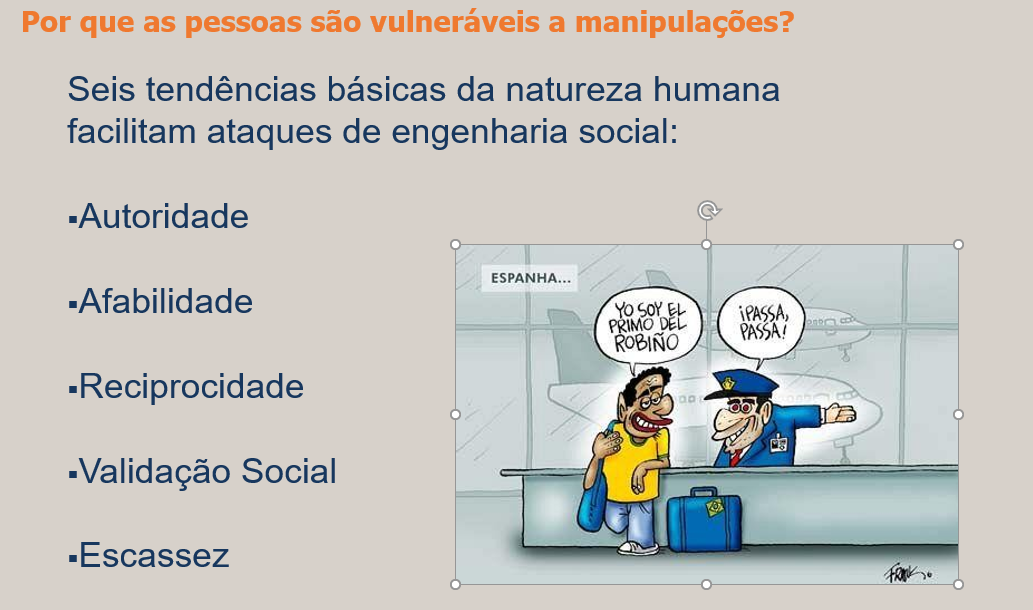 Por que as pessoas são vulneráveis a manipulações?
Seis tendências básicas da natureza humana
facilitam ataques de engenharia social:
▪Autoridade
▪Afabilidade
▪Reciprocidade
▪Validação Social
▪Escassez
ESPANHA...
YO SOY EL
PRIMO DEL
ROBIÑO
¡PASSA,
PASSA!
FRANK